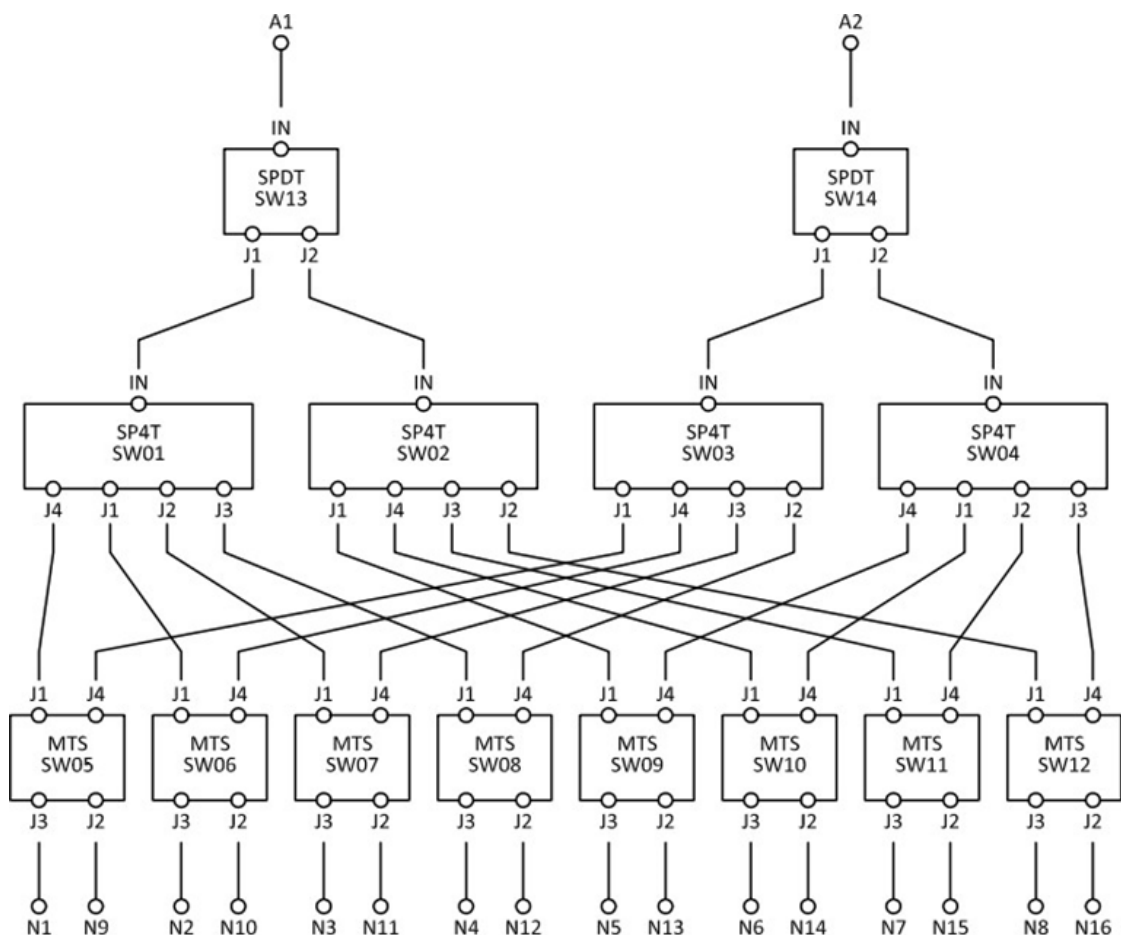 A1 A2
IN IN
SPDT SPDT
SW13 SW14
J1 J2 J1 J2
IN IN IN IN
SP4T SP4T SP4T SP4T
SW01 SW02 SW03 SW04
J4 J1 J2 J3 J1 J4 J3 J2 J1 J4 J3 J2 J4 J1 J2 J3
J1 J4 J1 J4 J1 J4 J1 J4 J1 J4 J1 J4 J1 J4 J1 J4
MTS MTS MTS MTS MTS MTS MTS MTS
SW05 SW06 SW07 SW08 SW09 SW10 SW11 SW12
J3 J2 J3 J2 J3 J2 J3 J2 J3 J2 J3 J2 J3 J2 J3 J2
N1 N9 N2 N10 N3 N11 N4 N12 N5 N13 N6 N14 N7 N15 N8 N16